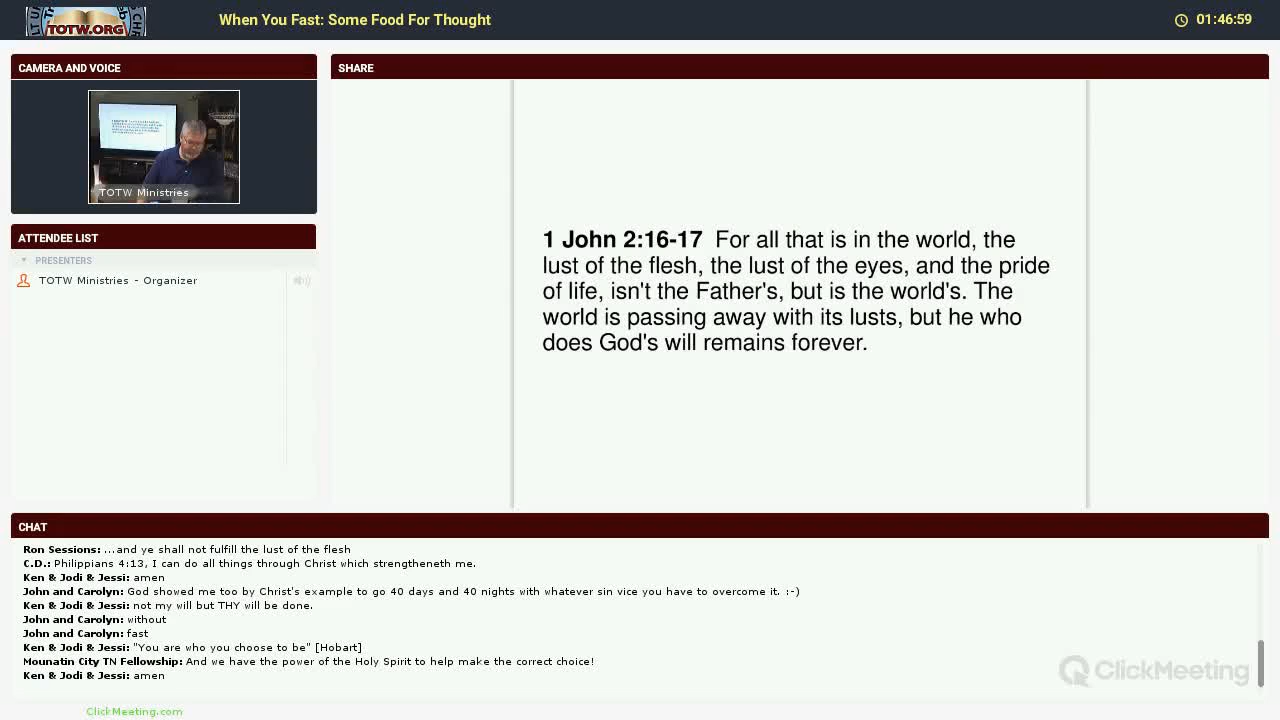 TOTW.ORG
When You Fast: Some Food For Thought
01:46:59
CAMERA AND VOICE
TOTW Ministries
ATTENDEE LIST
PRESENTERS
TOTW Ministries - Organizer
SHARE
1 John 2:16-17 For all that is in the world, the
lust of the flesh, the lust of the eyes, and the pride
of life, isn't the Father's, but is the world's. The
world is passing away with its lusts, but he who
does God's will remains forever.
CHAT
Ron Sessions: ...and ye shall not fulfill the lust of the flesh
C.D.: Philippians 4:13, I can do all things through Christ which strengtheneth me.
Ken & Jodi & Jessi: amen
John and Carolyn: God showed me too by Christ's example to go 40 days and 40 nights with whatever sin vice you have to overcome it. :-)
Ken & Jodi & Jessi: not my will but THY will be done.
John and Carolyn: without
John and Carolyn: fast
Ken & Jodi & Jessi: "You are who you choose to be" [Hobart]
Mounatin City TN Fellowship: And we have the power of the Holy Spirit to help make the correct choice!
Ken & Jodi & Jessi: amen
ClickMeeting
ClickMeeting.com